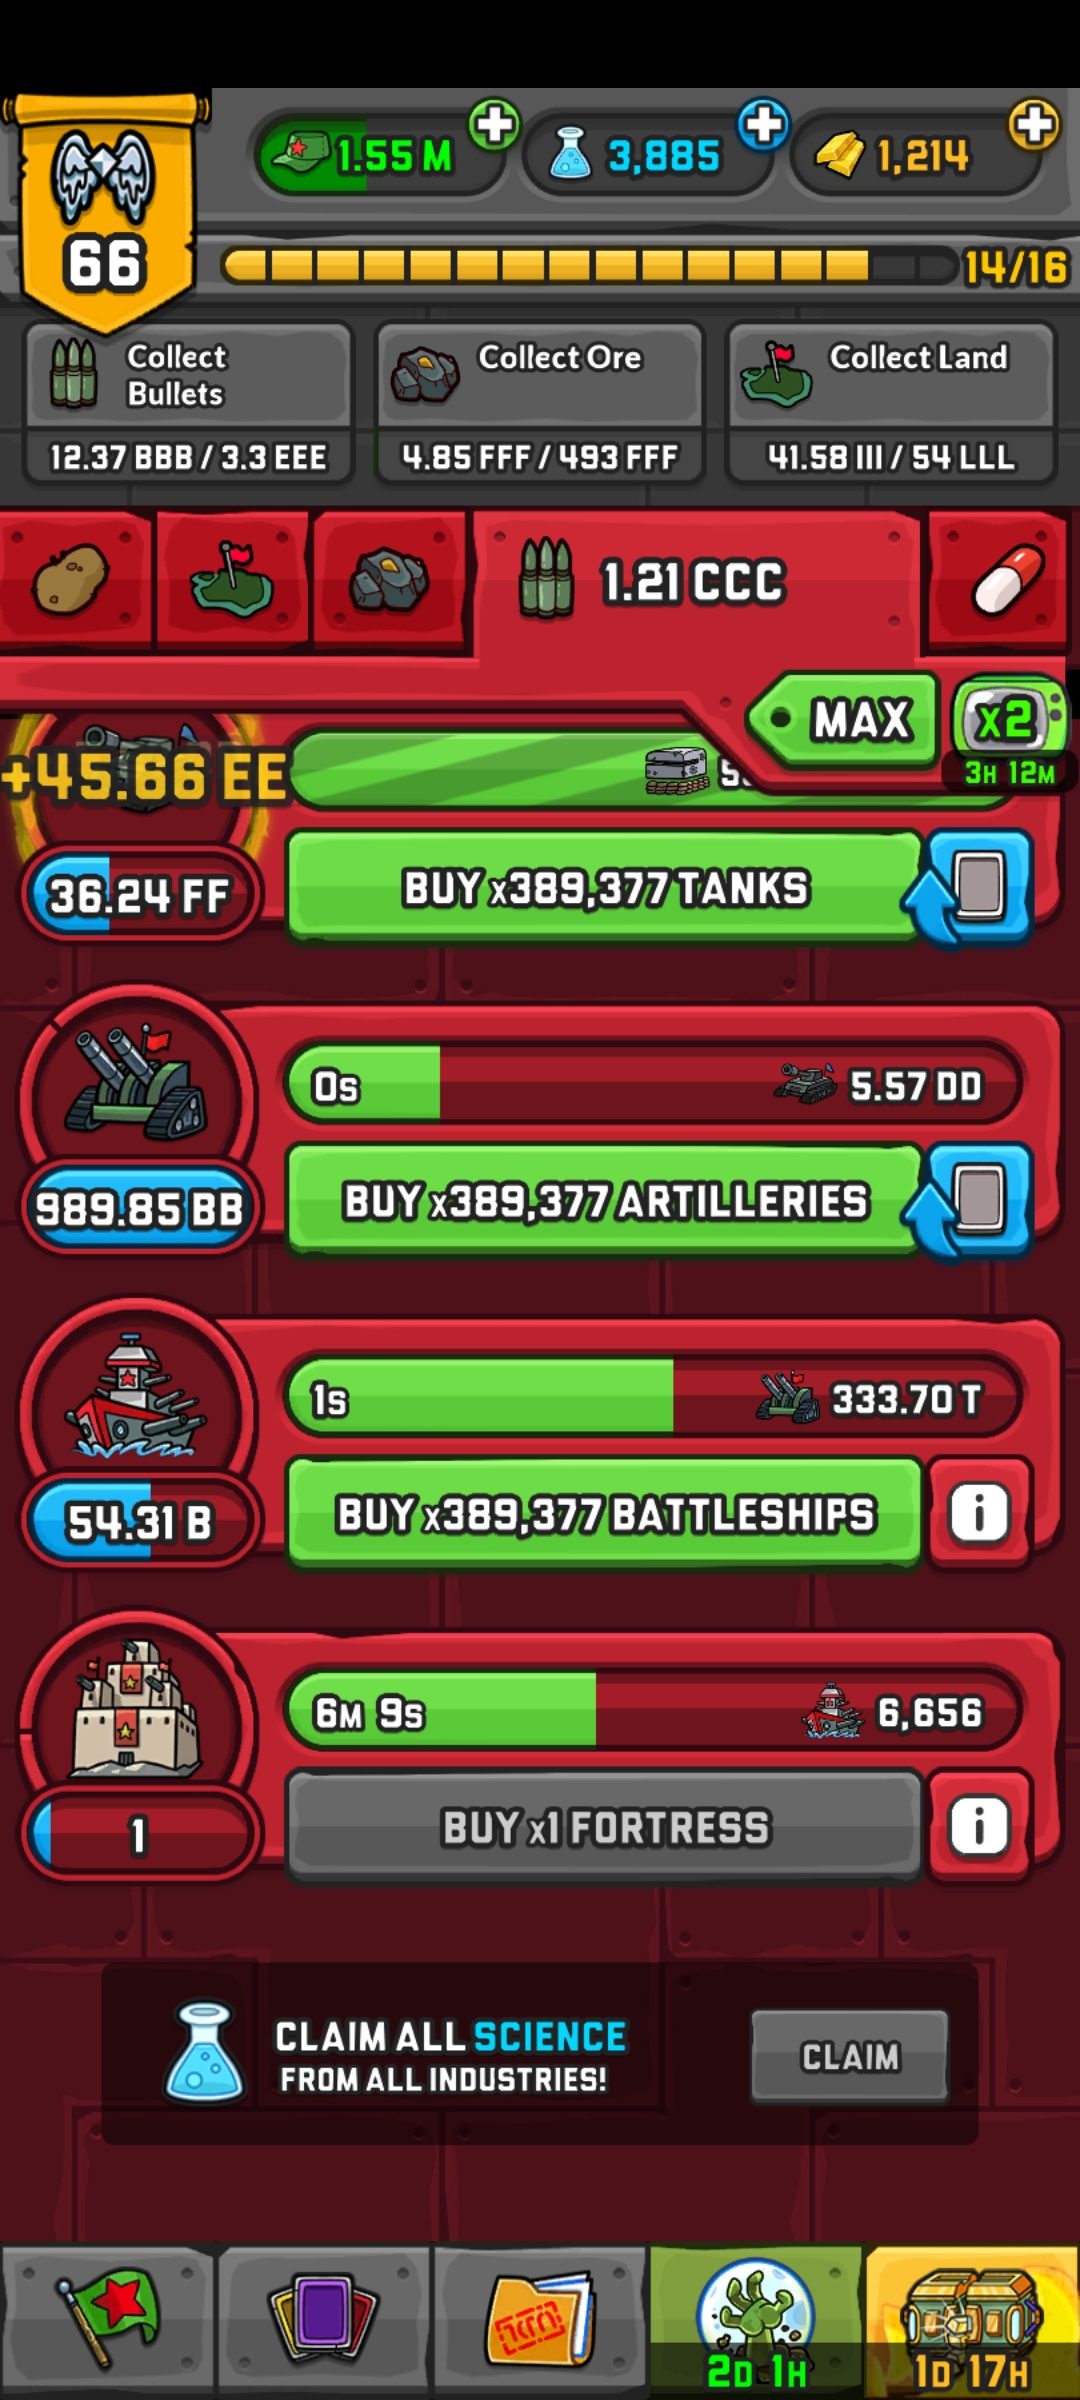 1.55 M
3,885
1,214
66
14/16
Collect
Bullets
Collect Ore
Collect Land
12.37 BBB / 3.3 EEE
4.85 FFF / 493 FFF
41.58 III / 54 LLL
1.21 CCC
MAX
x2
3H 12M
+45.66 EE
36.24 FF
BUY x389,377 TANKS
0s
5.57 DD
989.85 BB
BUY x389,377 ARTILLERIES
1s
333.70 T
54.31 B
BUY x389,377 BATTLESHIPS
i
6M 9s
6,656
1
BUY x1 FORTRESS
i
CLAIM ALL SCIENCE
FROM ALL INDUSTRIES!
CLAIM
2D 1H
1D 17H